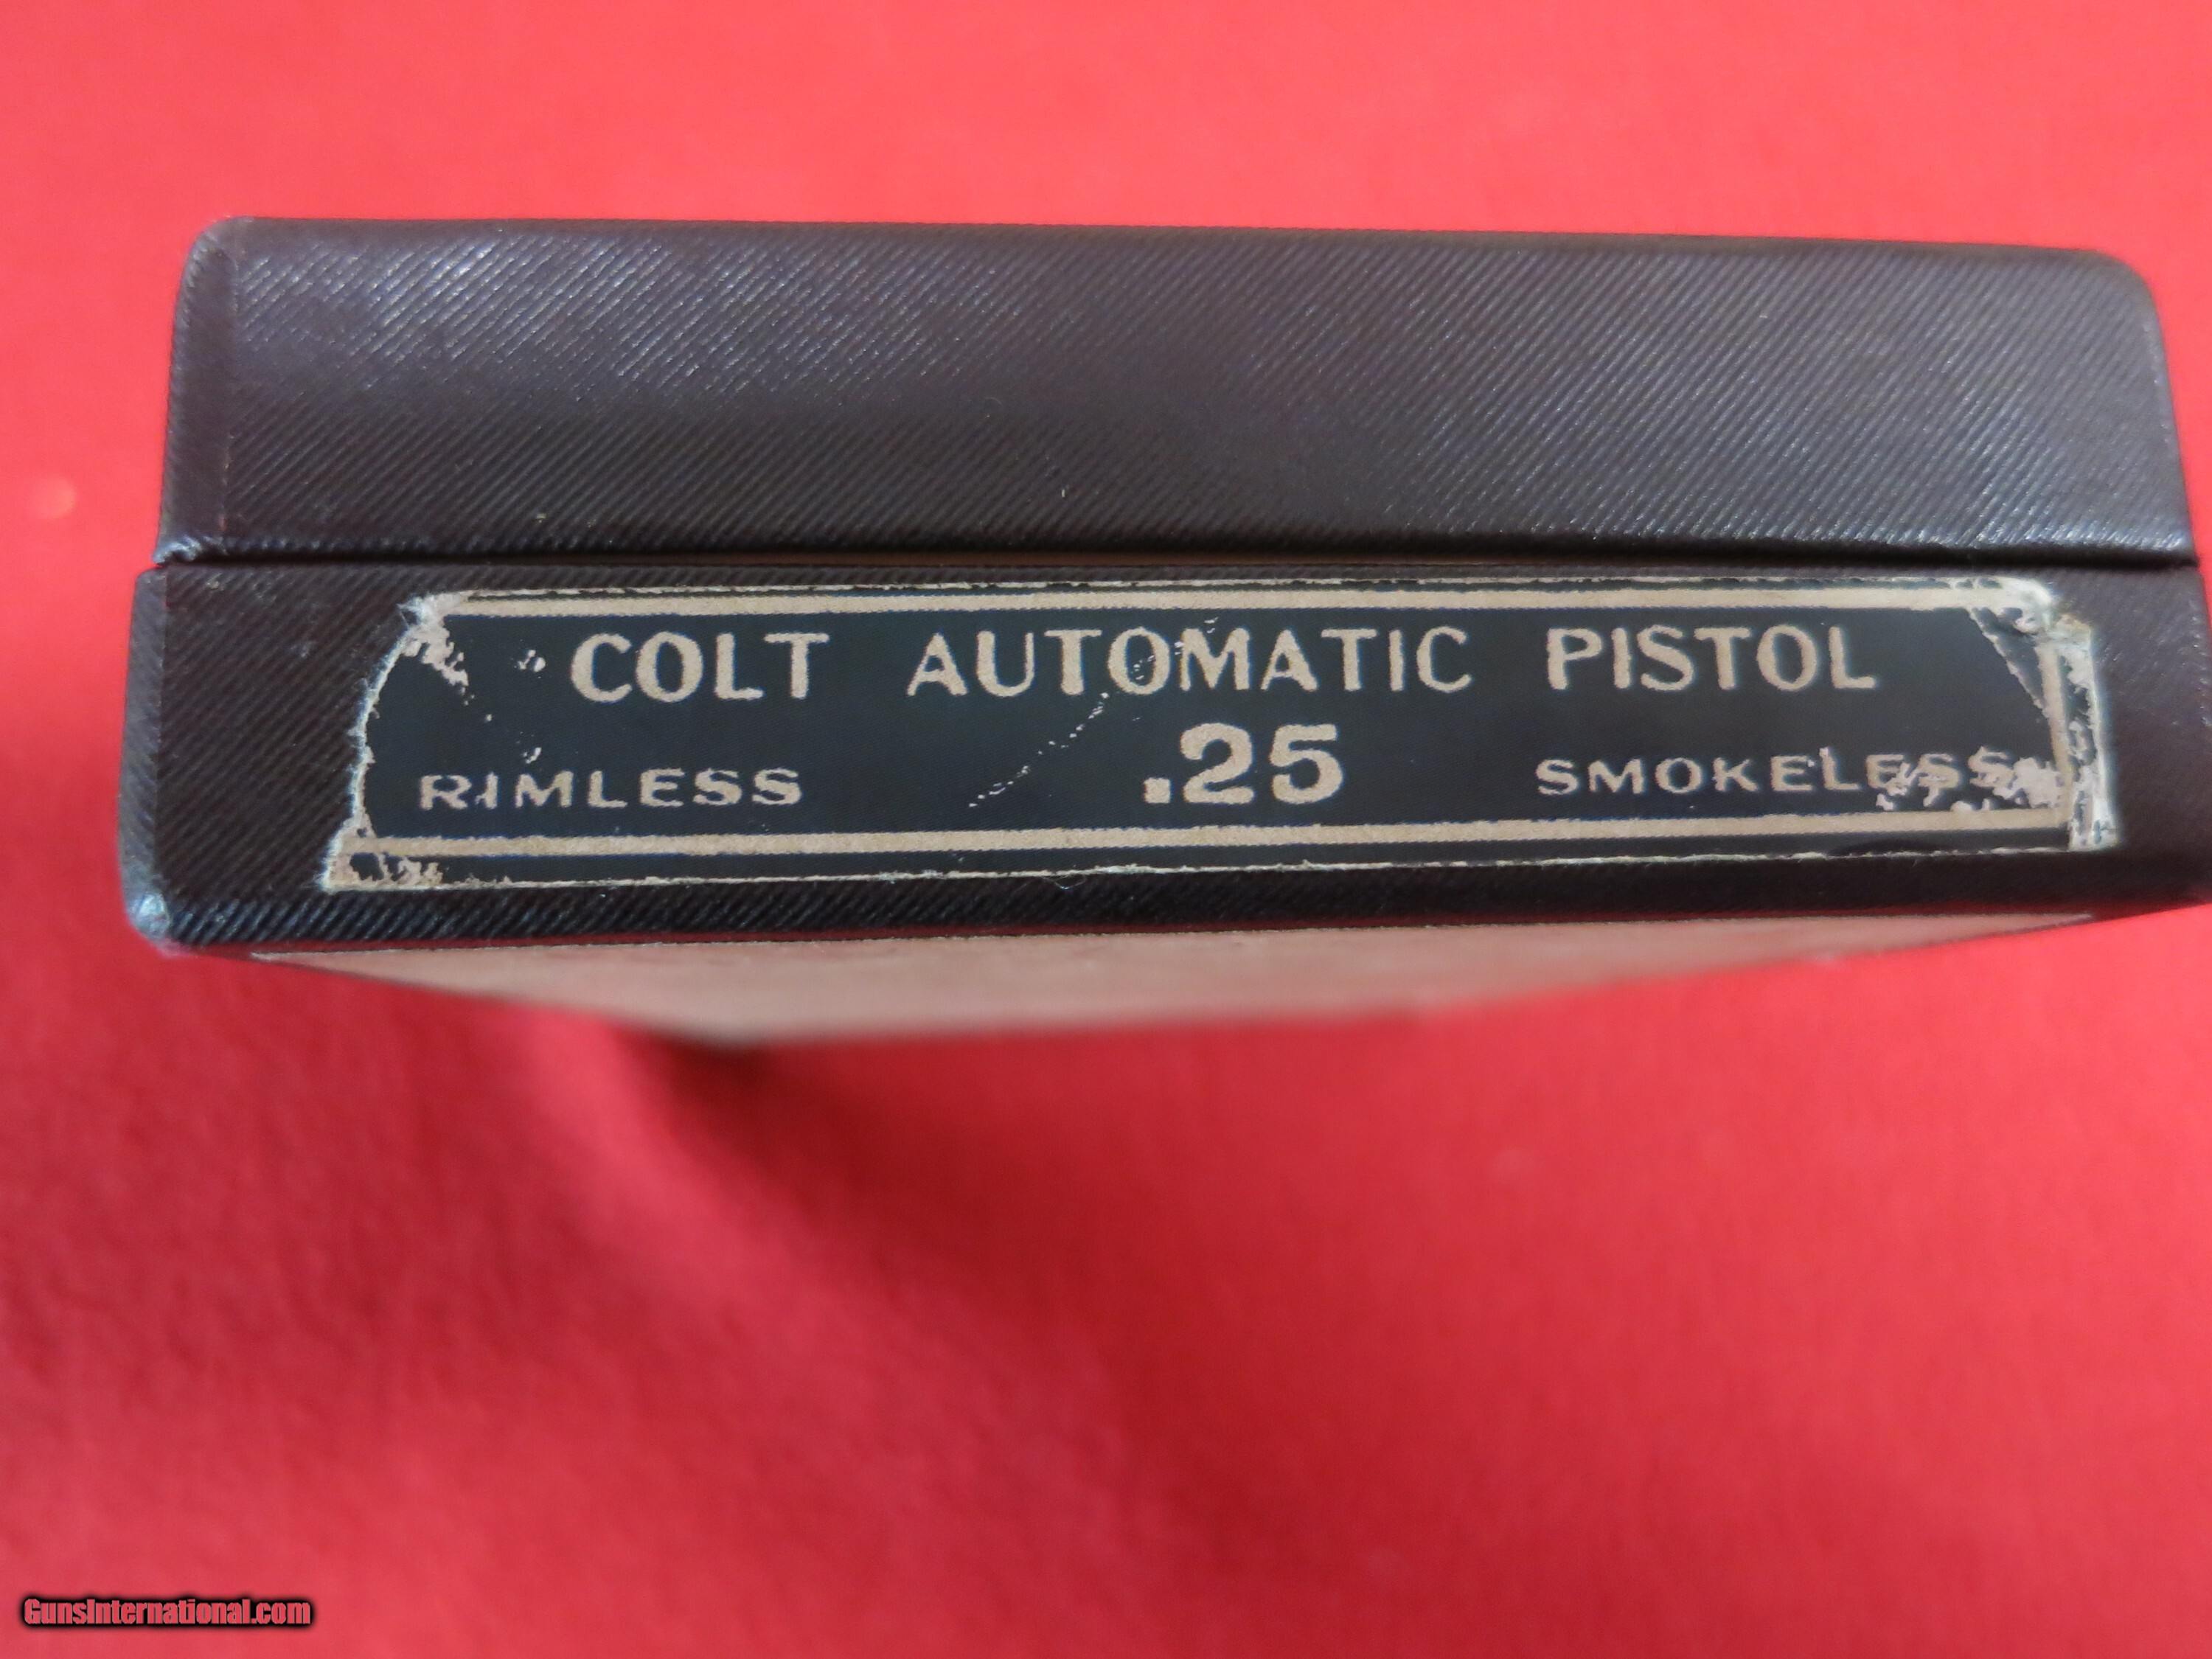 COLT AUTOMATIC PISTOL
RIMLESS .25 SMOKELESS
GunsInternational.com